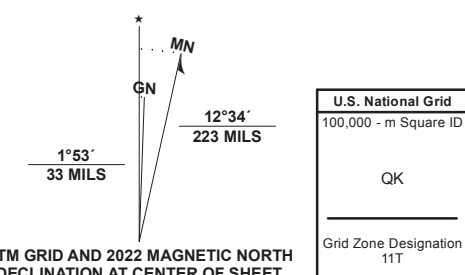 ★
MN
GN
1°53´
33 MILS
12°34´
223 MILS
TM GRID AND 2022 MAGNETIC NORTH
DECLINATION AT CENTER OF SHEET
U.S. National Grid
100,000 - m Square ID
QK
Grid Zone Designation
11T